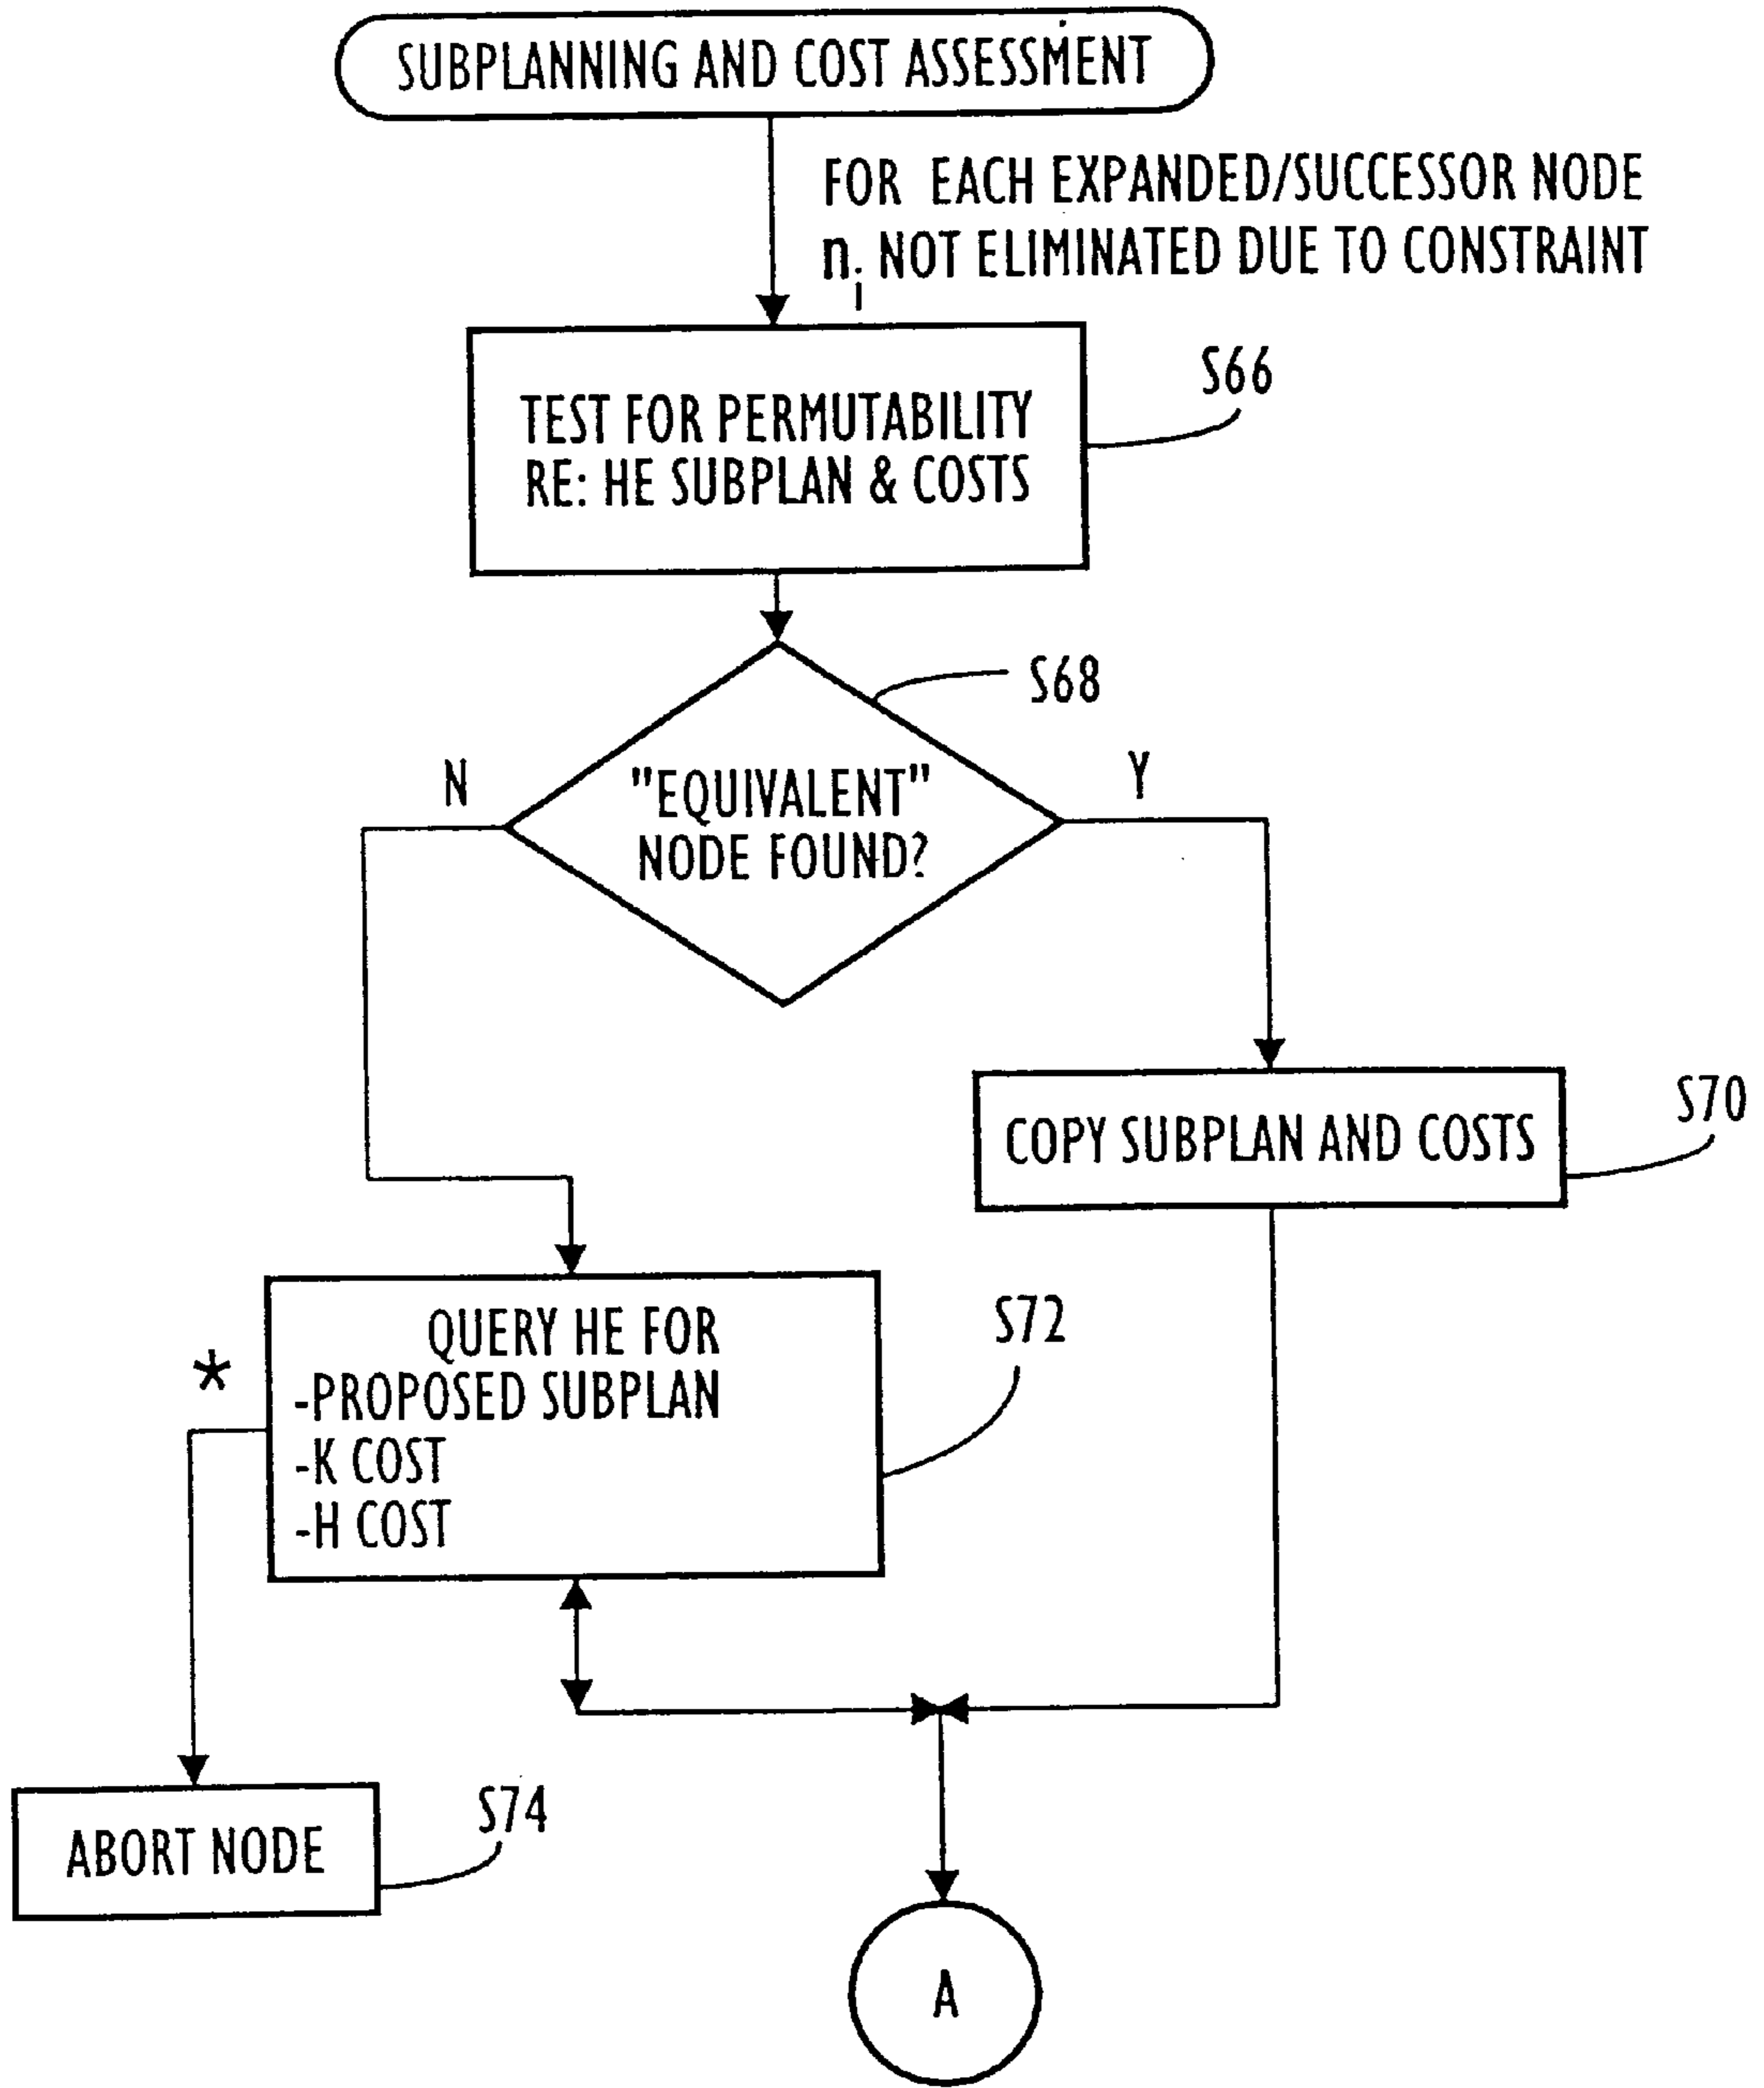 SUBPLANNING AND COST ASSESSMENT
FOR EACH EXPANDED/SUCCESSOR NODE
ni NOT ELIMINATED DUE TO CONSTRAINT
S66
TEST FOR PERMUTABILITY
RE: HE SUBPLAN & COSTS
S68
N
Y
"EQUIVALENT"
NODE FOUND?
S70
COPY SUBPLAN AND COSTS
S72
QUERY HE FOR
*
-PROPOSED SUBPLAN
-K COST
-H COST
S74
ABORT NODE
A